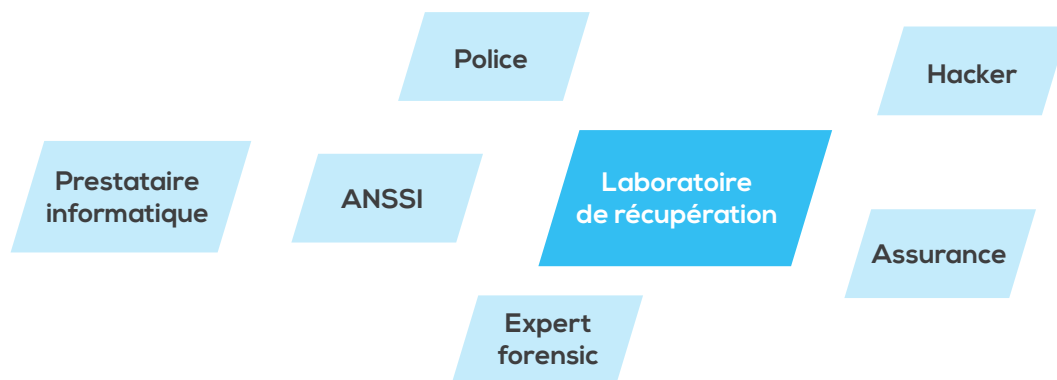 Police
Hacker
Prestataire
informatique
ANSSI
Laboratoire
de récupération
Assurance
Expert
forensic